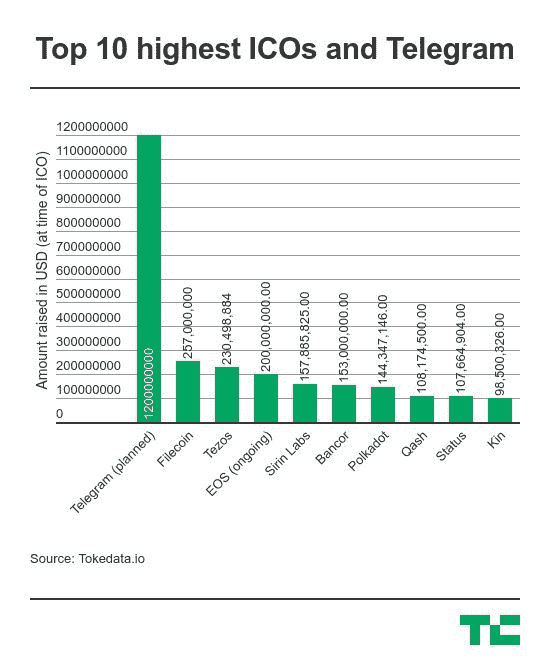 Top 10 highest ICOs and Telegram
Amount raised in USD (at time of ICO)
1200000000
1100000000
1000000000
900000000
800000000
700000000
600000000
500000000
400000000
300000000
200000000
100000000
0
1200000000
257,000,000
230,498,884
200,000,000.00
157,885,825.00
153,000,000.00
144,347,146.00
108,174,500.00
107,664,904.00
98,500,326.00
Telegram (planned)
Filecoin
Tezos
EOS (ongoing)
Sirin Labs
Bancor
Polkadot
Qash
Status
Kin
Source: Tokedata.io
TC